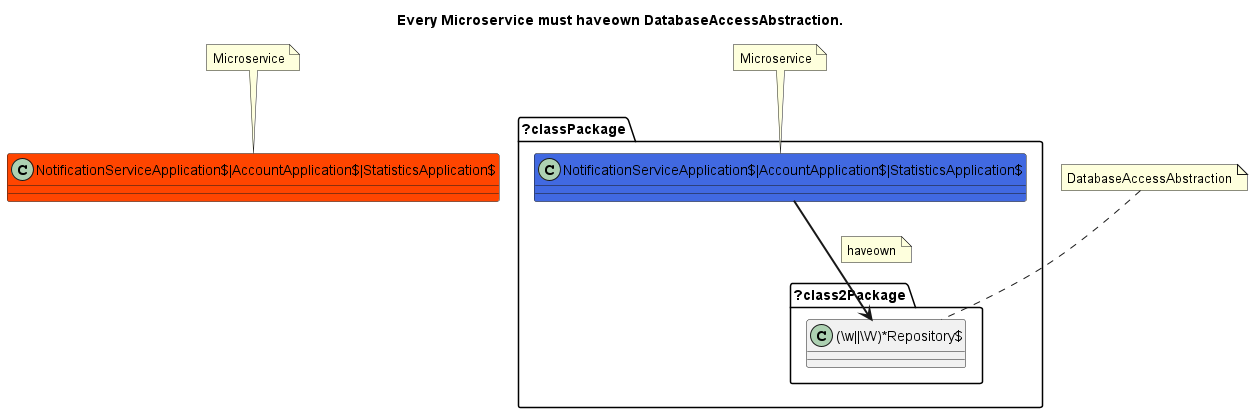 Every Microservice must haveown DatabaseAccessAbstraction.
Microservice
Microservice
?classPackage
C NotificationServiceApplication$|AccountApplication$|StatisticsApplication$
C NotificationServiceApplication$|AccountApplication$|StatisticsApplication$
DatabaseAccessAbstraction
haveown
?class2Package
C (\w||\W)*Repository$